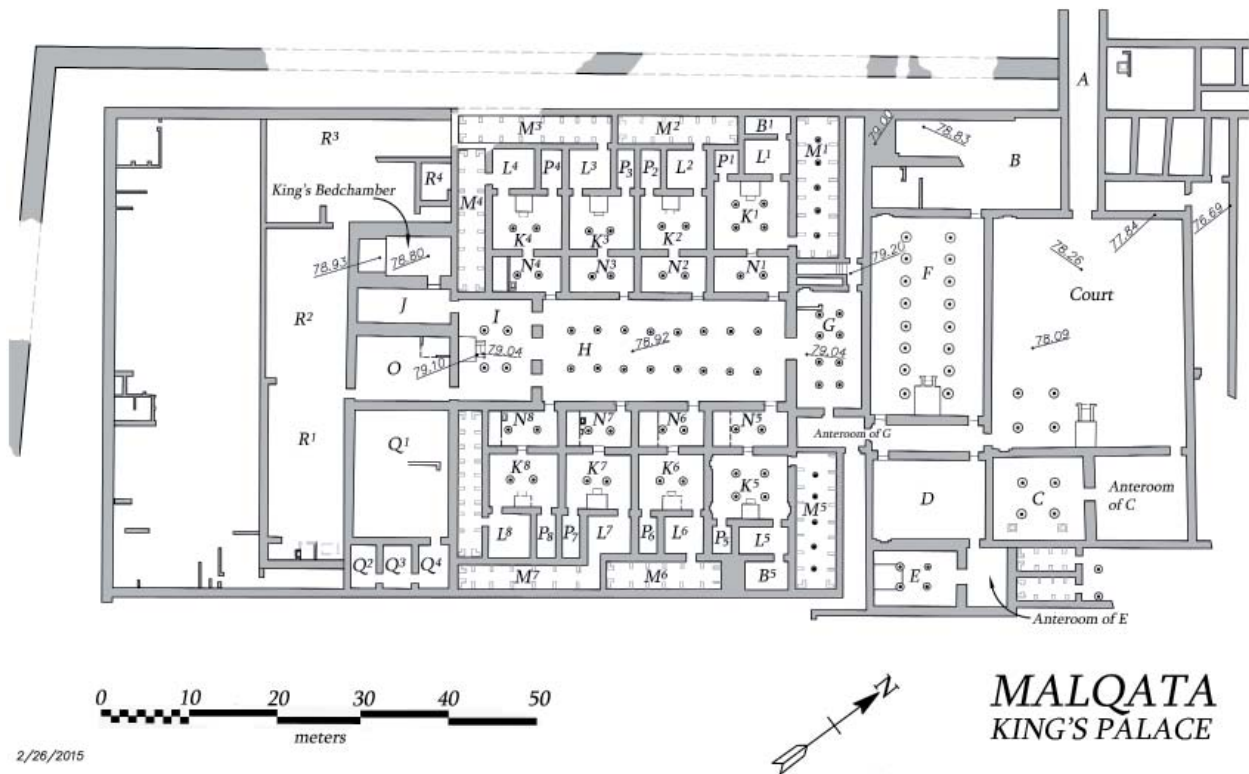 A
M3
M2
B1
79.00
78.83
R3
L4
P4
L3
P3
P2
L2
P1
L1
M1
B
R4
King's Bedchamber
M4
K1
77.84
76.69
K4
K3
K2
79.20
78.26
F
78.93
78.80
N4
N3
N2
N1
Court
R2
J
I
G
H
78.92
78.09
79.04
79.04
O
79.10
N8
N7
N6
N5
Anteroom of G
R1
Q1
K8
K7
K6
K5
M5
D
C
Anteroom
of C
L8
P8
P7
L7
P6
L6
P5
L5
Q2
Q3
Q4
M7
M6
B5
E
Anteroom of E
0 10 20 30 40 50
meters
N
MALQATA
KING'S PALACE
2/26/2015